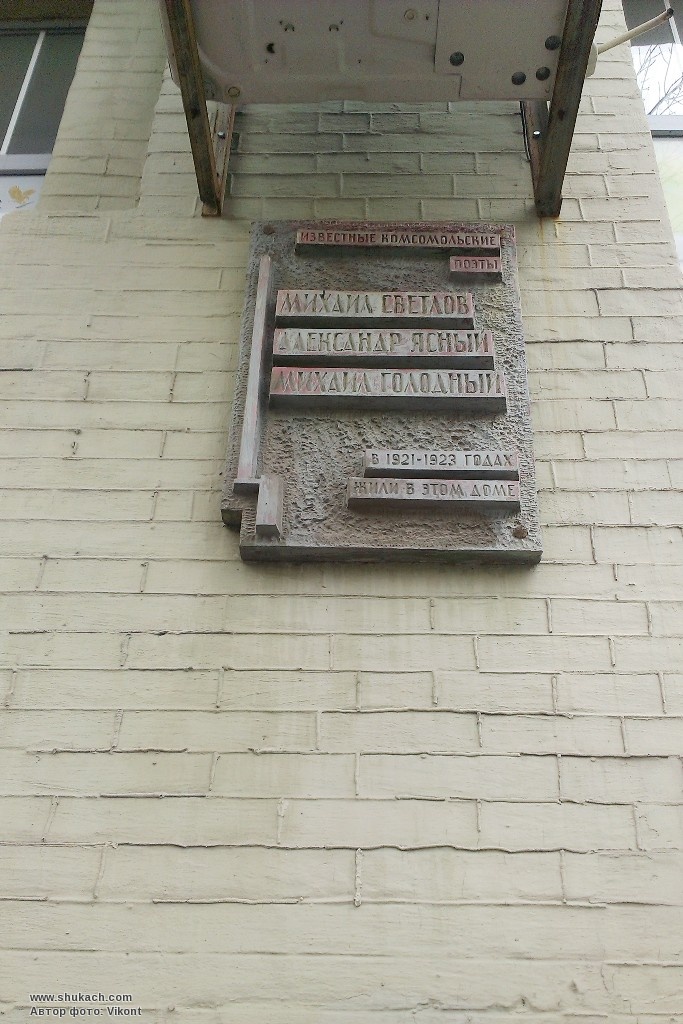 ИЗВЕСТНЫЕ КОМСОМОЛЬСКИЕ
ПОЭТЫ
МИХАИЛ СВЕТЛОВ
АЛЕКСАНДР ЯСНЫЙ
МИХАИЛ ГОЛОДНЫЙ
В 1921-1923 ГОДАХ
ЖИЛИ В ЭТОМ ДОМЕ
www.shukach.com
Автор фото: Vikont